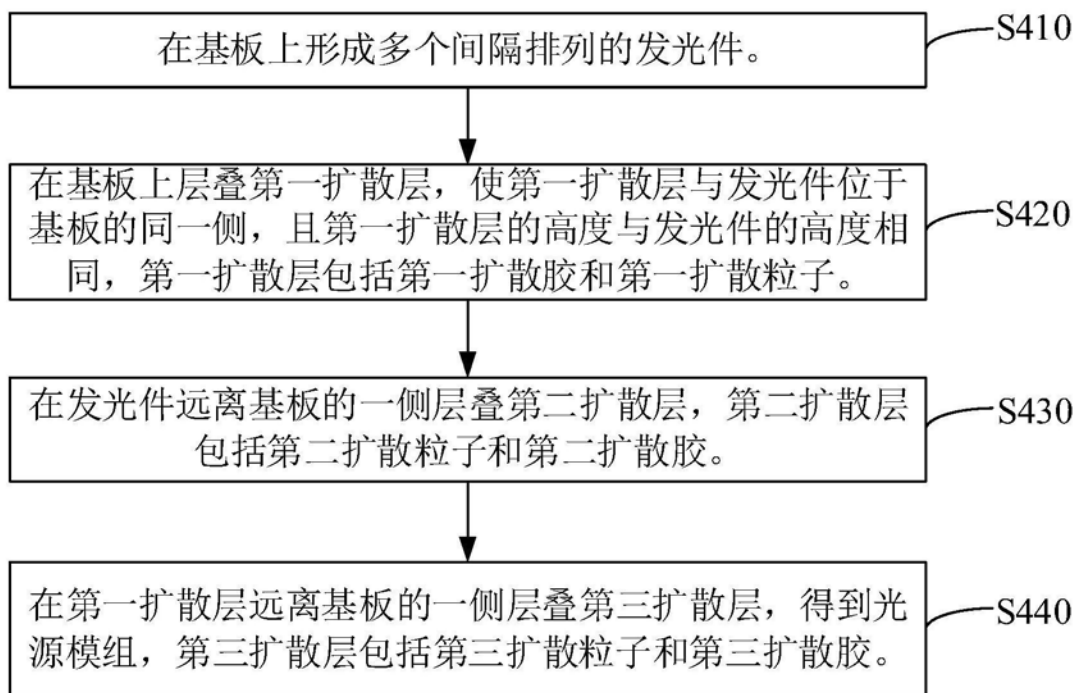 在基板上形成多个间隔排列的发光件。
S410
在基板上层叠第一扩散层，使第一扩散层与发光件位于
基板的同一侧，且第一扩散层的高度与发光件的高度相
同，第一扩散层包括第一扩散胶和第一扩散粒子。
S420
在发光件远离基板的一侧层叠第二扩散层，第二扩散层
包括第二扩散粒子和第二扩散胶。
S430
在第一扩散层远离基板的一侧层叠第三扩散层，得到光
源模组，第三扩散层包括第三扩散粒子和第三扩散胶。
S440